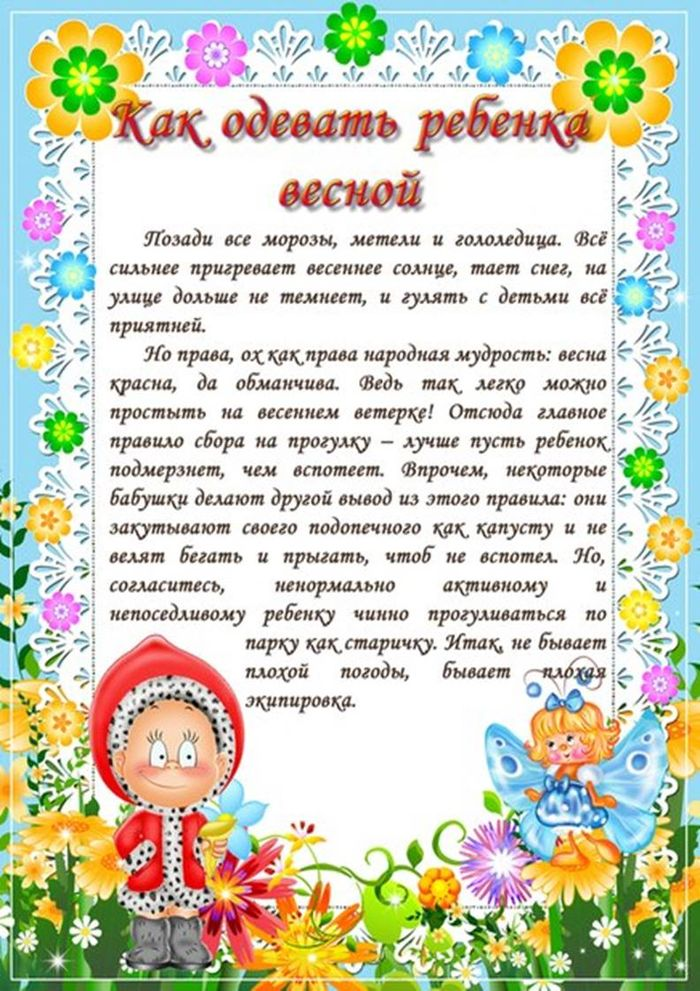 Как одевать ребенка
весной
Позади все морозы, метели и гололедица. Всё
сильнее пригревает весеннее солнце, тает снег, на
улице дольше не темнеет, и гулять с детьми всё
приятней.
Но права, ох как права народная мудрость: весна
красна, да обманчива. Ведь так легко можно
простыть на весеннем ветерке! Отсюда главное
правило сбора на прогулку – лучше пусть ребенок
подмерзнет, чем вспотеет. Впрочем, некоторые
бабушки делают другой вывод из этого правила: они
закутывают своего подопечного как капусту и не
велят бегать и прыгать, чтоб не вспотел. Но,
согласитесь, ненормально активному и
непоседливому ребенку чинно прогуливаться по
парку как старичку. Итак, не бывает
плохой погоды, бывает плохая
экипировка.